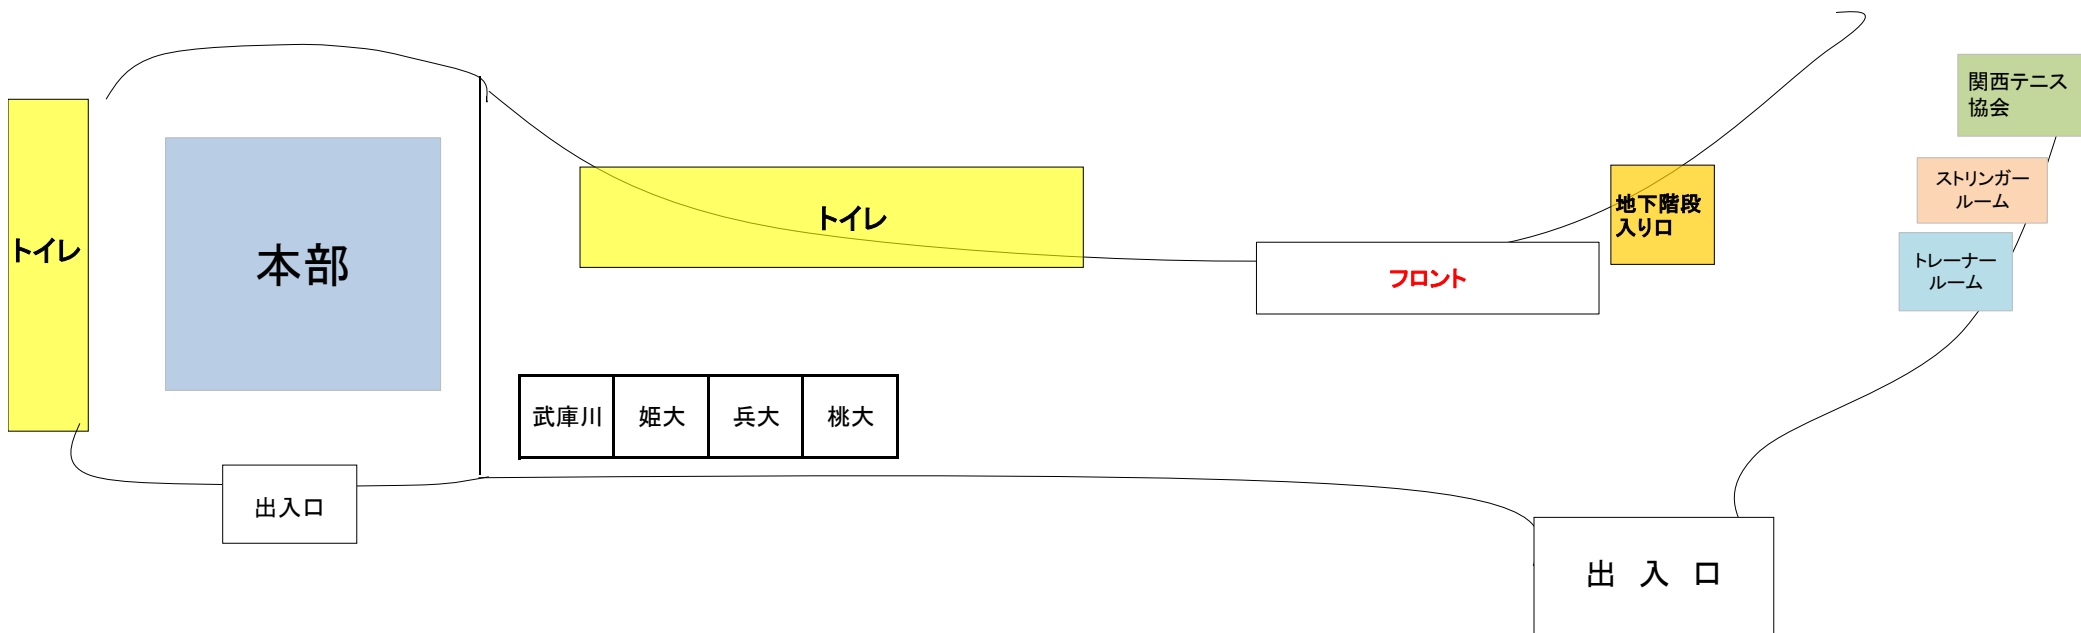 関西テニス
協会
ストリンガー
ルーム
トイレ
地下階段
入り口
トイレ
本部
フロント
トレーナー
ルーム
武庫川
姫大
兵大
桃大
出入口
出 入 口